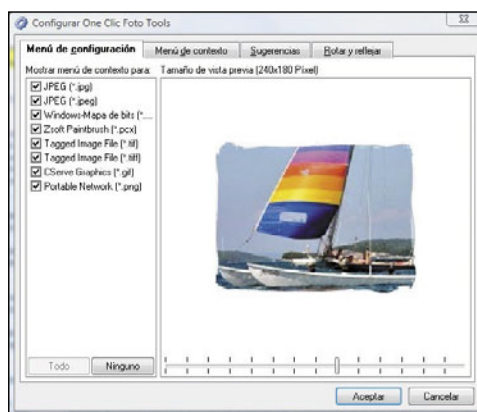 Configurar One Clic Foto Tools
Menú de configuración
Menú de contexto
Sugerencias
Rotar y reflejar
Mostrar menú de contexto para:
Tamaño de vista previa (240x180 Píxel)
JPEG (*.jpg)
JPEG (*.jpeg)
Windows-Mapa de bits (*....
Zsoft Paintbrush (*.pcx)
Tagged Image File (*.tif)
Tagged Image File (*.tiff)
CServe Graphics (*.gif)
Portable Network (*.png)
Todo
Ninguno
Aceptar
Cancelar